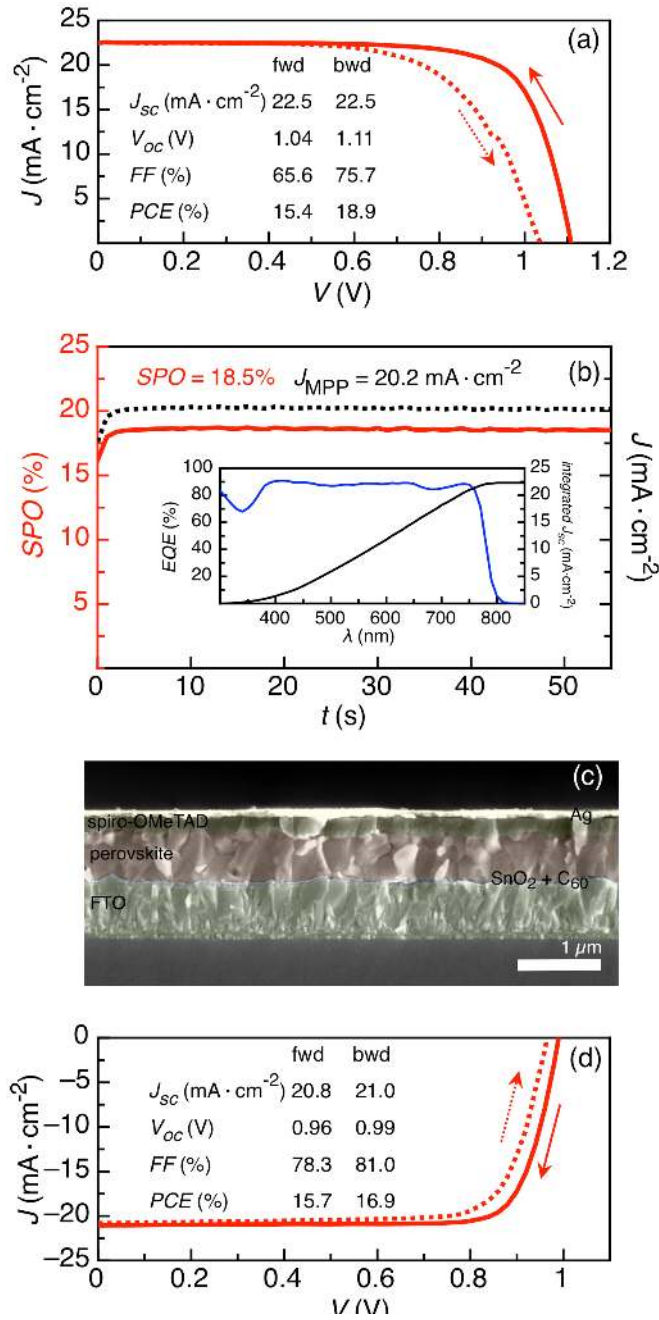 (a)
25
20
15
10
5
J (mA · cm⁻²)
fwd bwd
Jsc (mA · cm⁻²) 22.5 22.5
Voc (V) 1.04 1.11
FF (%) 65.6 75.7
PCE (%) 15.4 18.9
0 0.2 0.4 0.6 0.8 1 1.2
V (V)
(b)
25
20
15
10
5
0
SPO (%)
SPO = 18.5% J_MPP = 20.2 mA · cm⁻²
J (mA · cm⁻²)
100
80
60
40
20
EQE (%)
25
20
15
10
5
0
integrated Jsc (mA·cm⁻²)
400 500 600 700 800
λ (nm)
0 10 20 30 40 50
t (s)
(c)
spiro-OMeTAD
Ag
perovskite
SnO₂ + C₆₀
FTO
1 μm
(d)
0
−5
−10
−15
−20
−25
J (mA · cm⁻²)
fwd bwd
Jsc (mA · cm⁻²) 20.8 21.0
Voc (V) 0.96 0.99
FF (%) 78.3 81.0
PCE (%) 15.7 16.9
0 0.2 0.4 0.6 0.8 1
V (V)